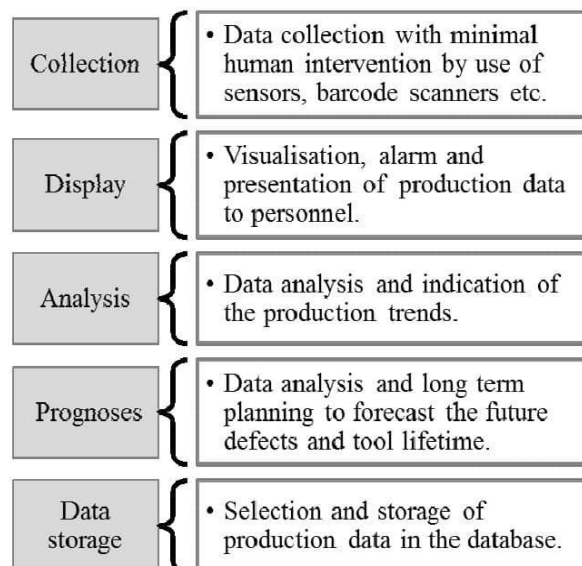 Collection
• Data collection with minimal
human intervention by use of
sensors, barcode scanners etc.
Display
• Visualisation, alarm and
presentation of production data
to personnel.
Analysis
• Data analysis and indication of
the production trends.
Prognoses
• Data analysis and long term
planning to forecast the future
defects and tool lifetime.
Data
storage
• Selection and storage of
production data in the database.